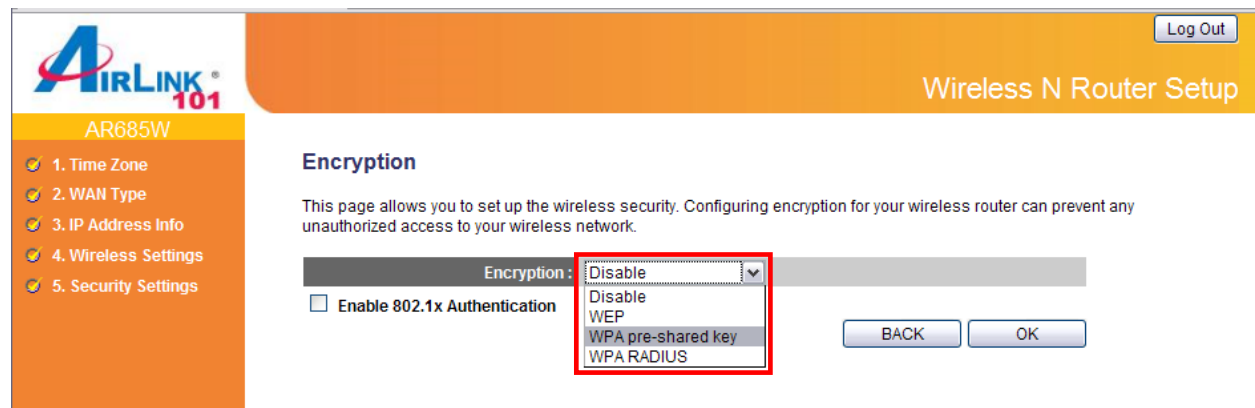 Log Out
AIRLINK®
101
Wireless N Router Setup
AR685W
1. Time Zone
2. WAN Type
3. IP Address Info
4. Wireless Settings
5. Security Settings
Encryption
This page allows you to set up the wireless security. Configuring encryption for your wireless router can prevent any
unauthorized access to your wireless network.
Encryption : Disable
Disable
WEP
WPA pre-shared key
WPA RADIUS
Enable 802.1x Authentication
BACK OK